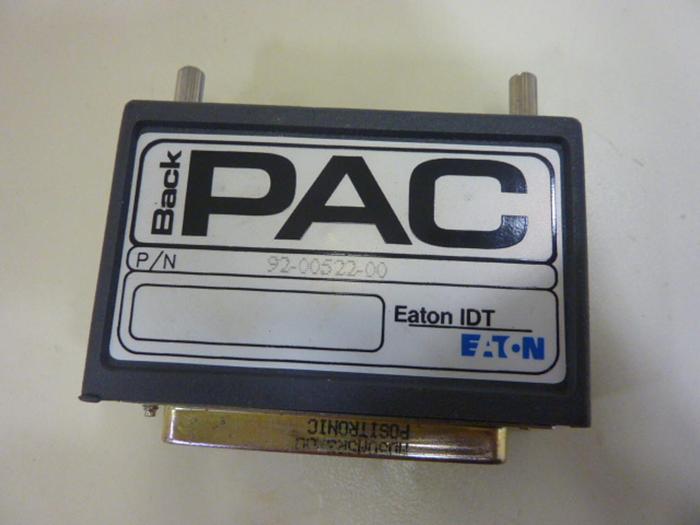 Back
PAC
P/N 92-00522-00
Eaton IDT
EATON
POSITRONIC